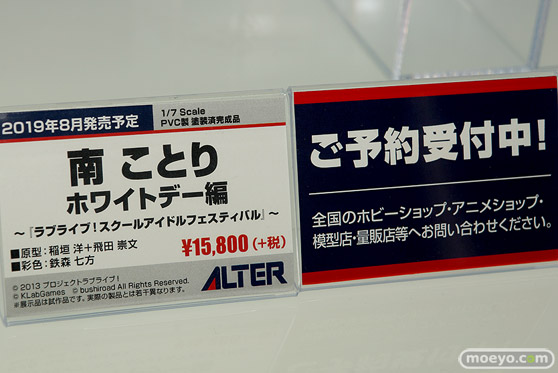 2019年8月発売予定
1/7 Scale
PVC製 塗装済完成品
南 ことり
ホワイトデー編
～『ラブライブ！スクールアイドルフェスティバル』～
■原型：稲垣 洋＋飛田 崇文
■彩色：鉄森 七方
¥15,800（＋税）
© 2013 プロジェクトラブライブ！
© KLabGames © bushiroad All Rights Reserved.
※展示品は試作品です。実際の製品とは若干異なります。
ALTER
ご予約受付中！
全国のホビーショップ・アニメショップ・
模型店・量販店等へお問い合わせください。
moeyo.com